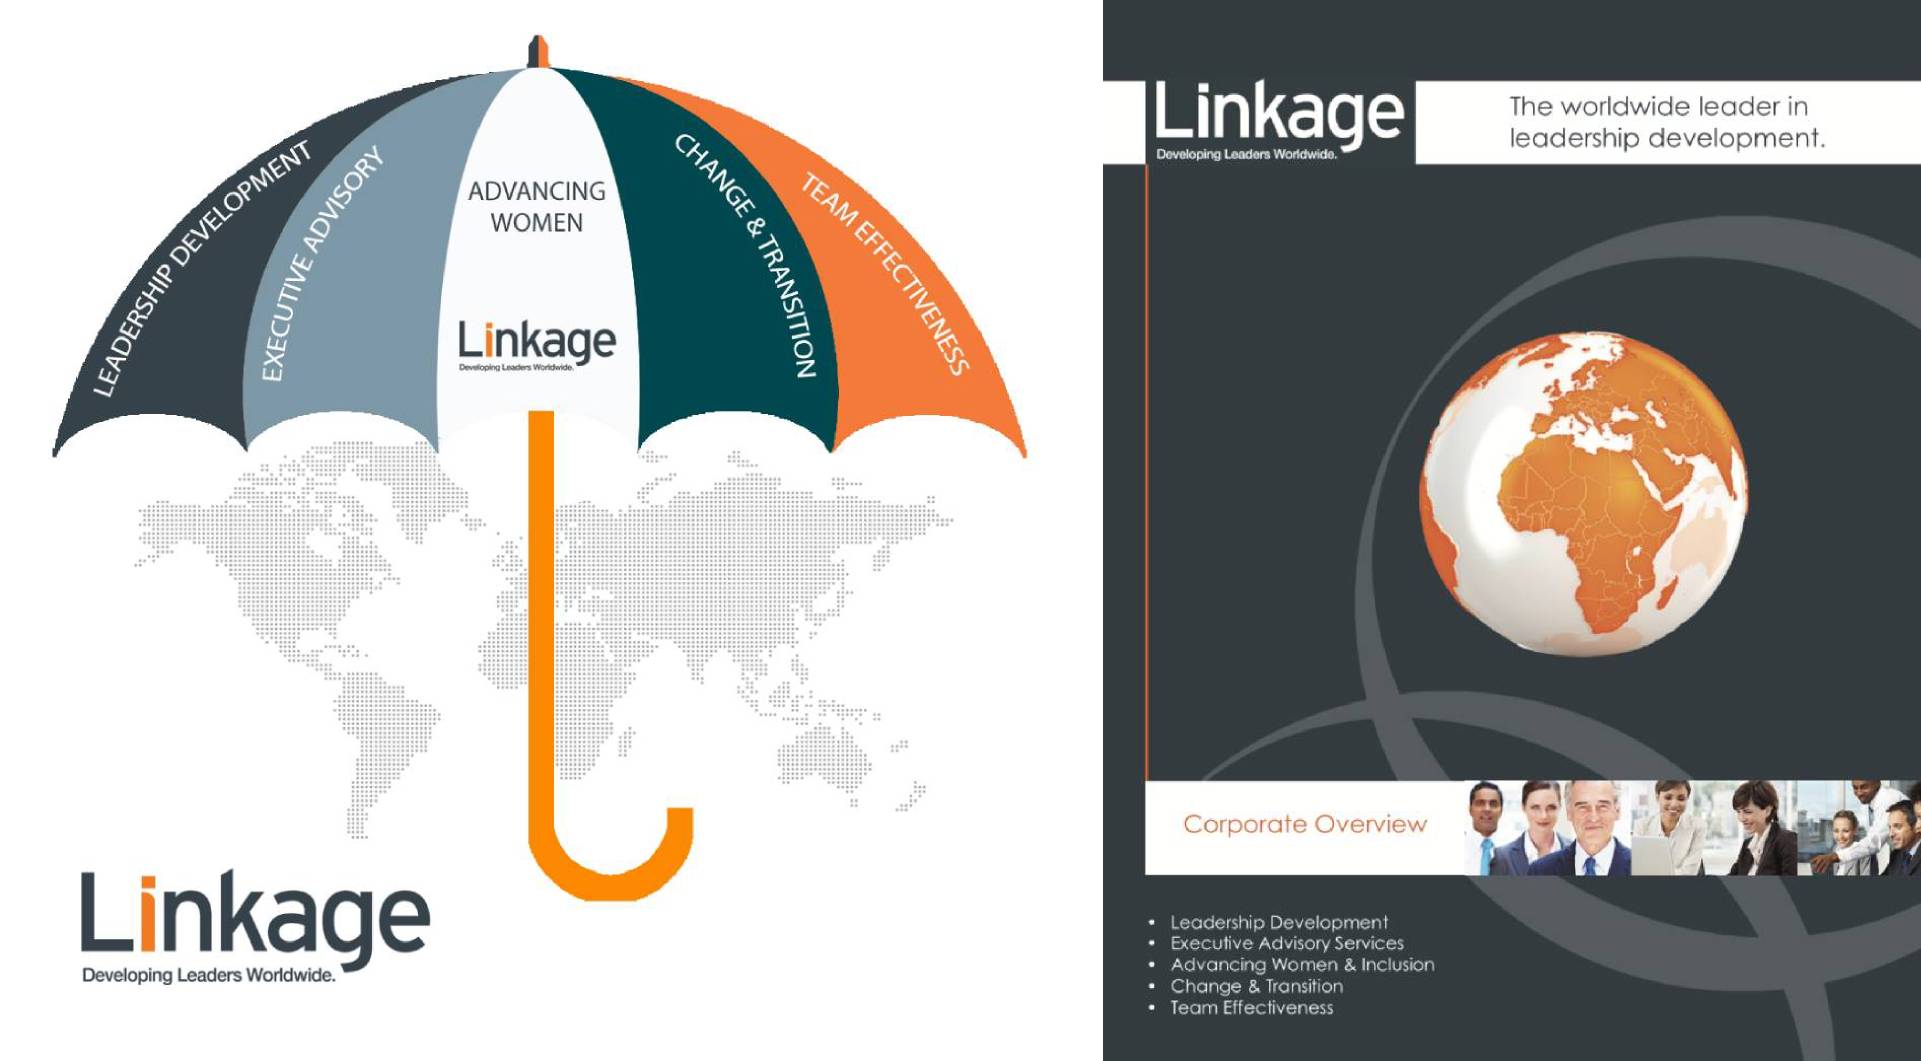 LEADERSHIP DEVELOPMENT
EXECUTIVE ADVISORY
ADVANCING
WOMEN
CHANGE & TRANSITION
TEAM EFFECTIVENESS
Linkage
Developing Leaders Worldwide.
Linkage
Developing Leaders Worldwide.
Linkage
Developing Leaders Worldwide.
The worldwide leader in
leadership development.
Corporate Overview
• Leadership Development
• Executive Advisory Services
• Advancing Women & Inclusion
• Change & Transition
• Team Effectiveness